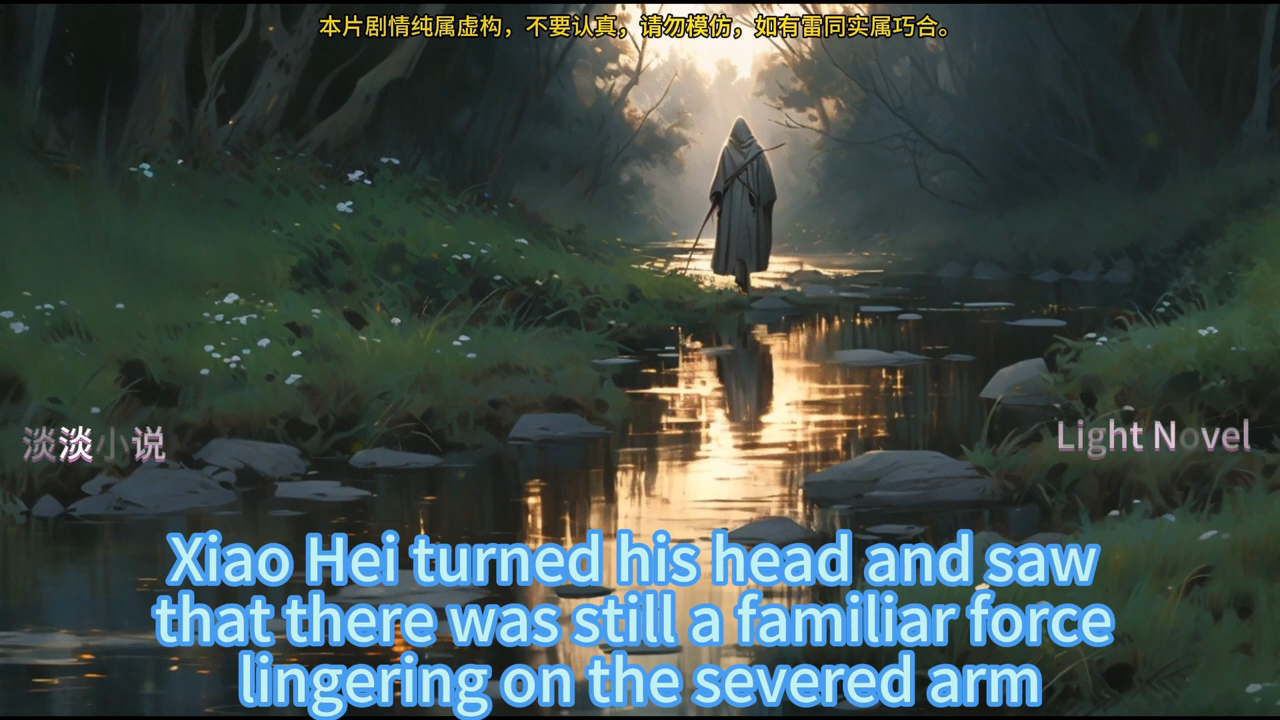 本片剧情纯属虚构，不要认真，请勿模仿，如有雷同实属巧合。
淡淡小说
Light Novel
Xiao Hei turned his head and saw
that there was still a familiar force
lingering on the severed arm